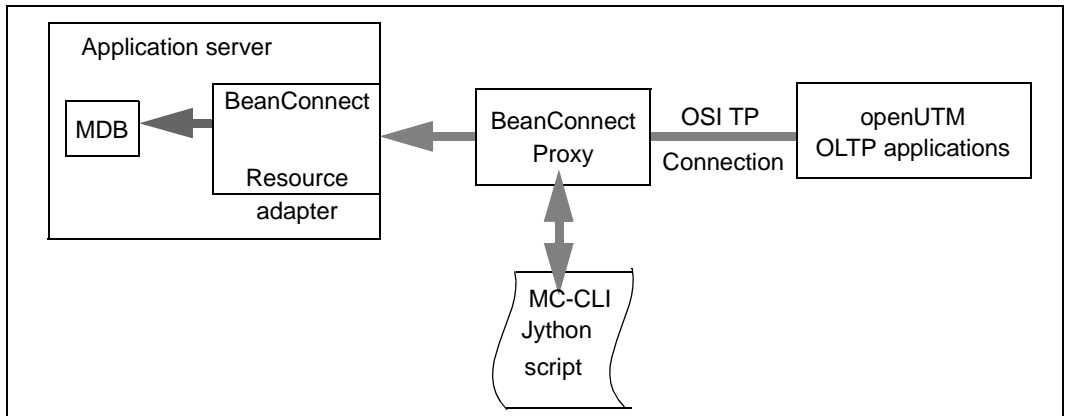 Application server
MDB
BeanConnect
Resource
adapter
BeanConnect
Proxy
OSI TP
Connection
openUTM
OLTP applications
MC-CLI
Jython
script